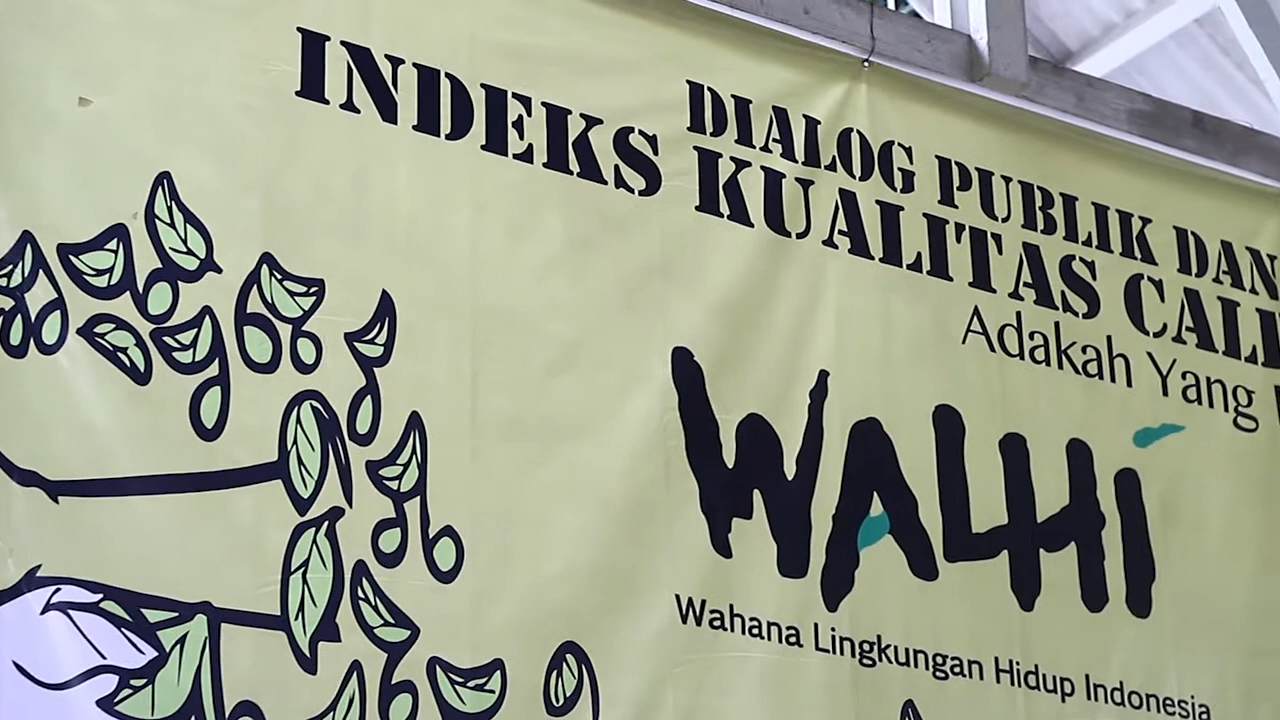 DIALOG PUBLIK DAN
INDEKS KUALITAS
Adakah Yang
WALHI
Wahana Lingkungan Hidup Indonesia